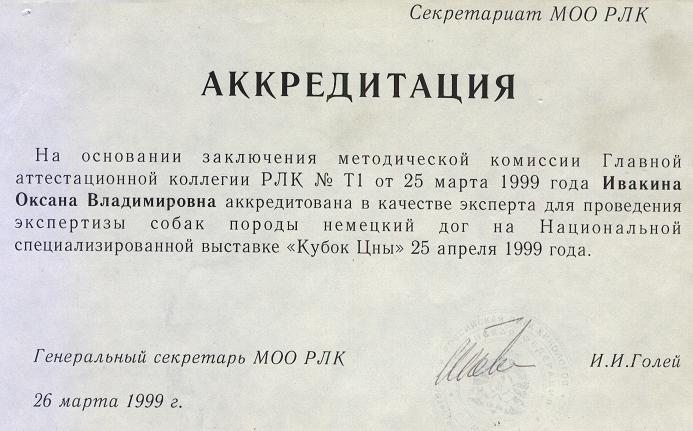 Секретариат МОО РЛК
АККРЕДИТАЦИЯ
На основании заключения методической комиссии Главной
аттестационной коллегии РЛК № Т1 от 25 марта 1999 года Ивакина
Оксана Владимировна аккредитована в качестве эксперта для проведения
экспертизы собак породы немецкий дог на Национальной
специализированной выставке «Кубок Цны» 25 апреля 1999 года.
Генеральный секретарь МОО РЛК И.И.Голей
26 марта 1999 г.